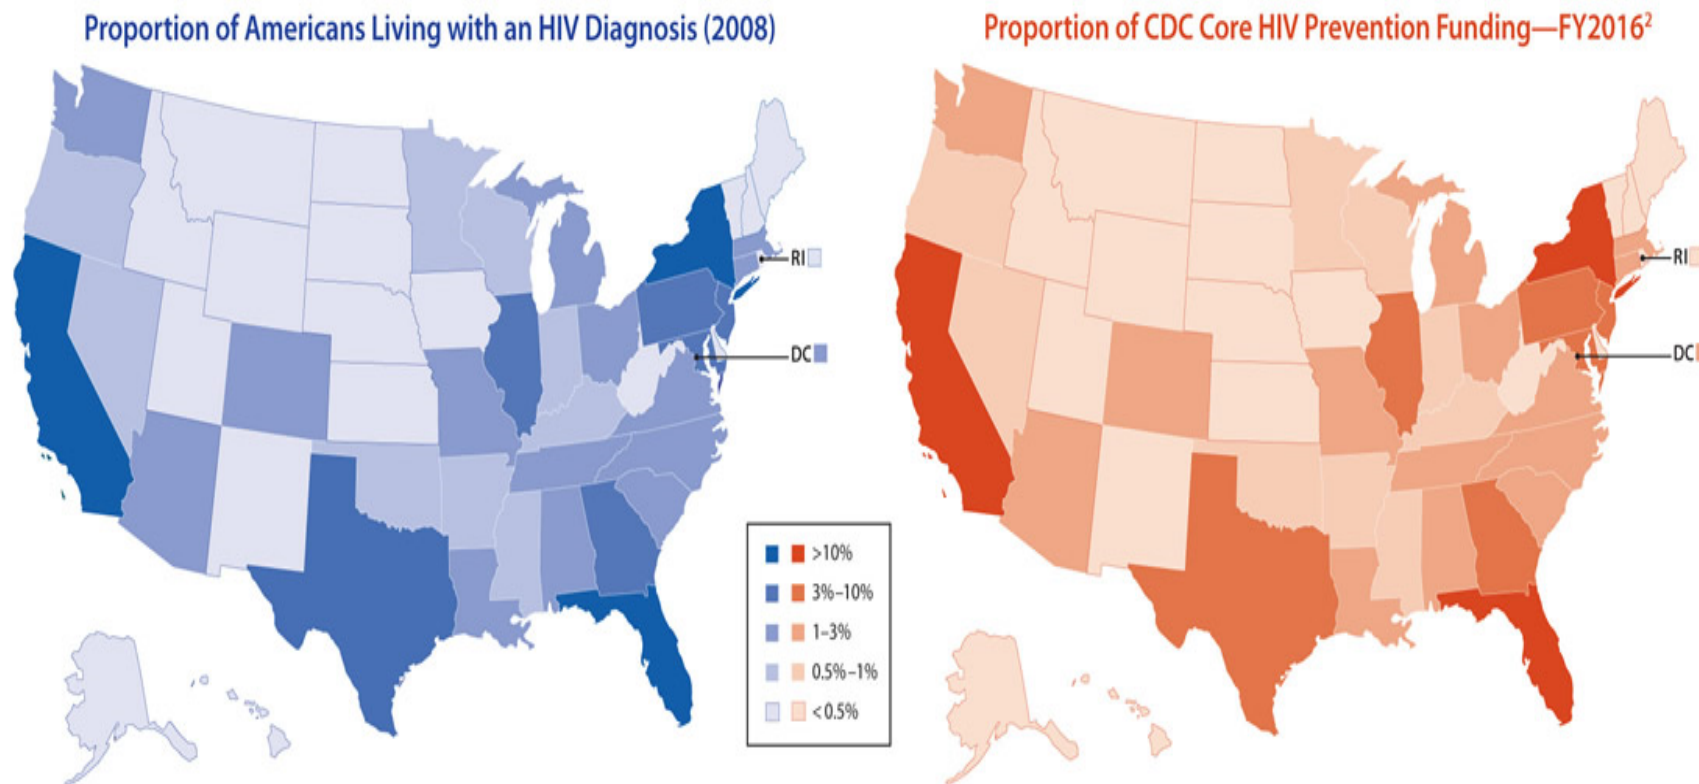 Proportion of Americans Living with an HIV Diagnosis (2008)
Proportion of CDC Core HIV Prevention Funding—FY2016²
RI
DC
RI
DC
>10%
3%–10%
1–3%
0.5%–1%
<0.5%